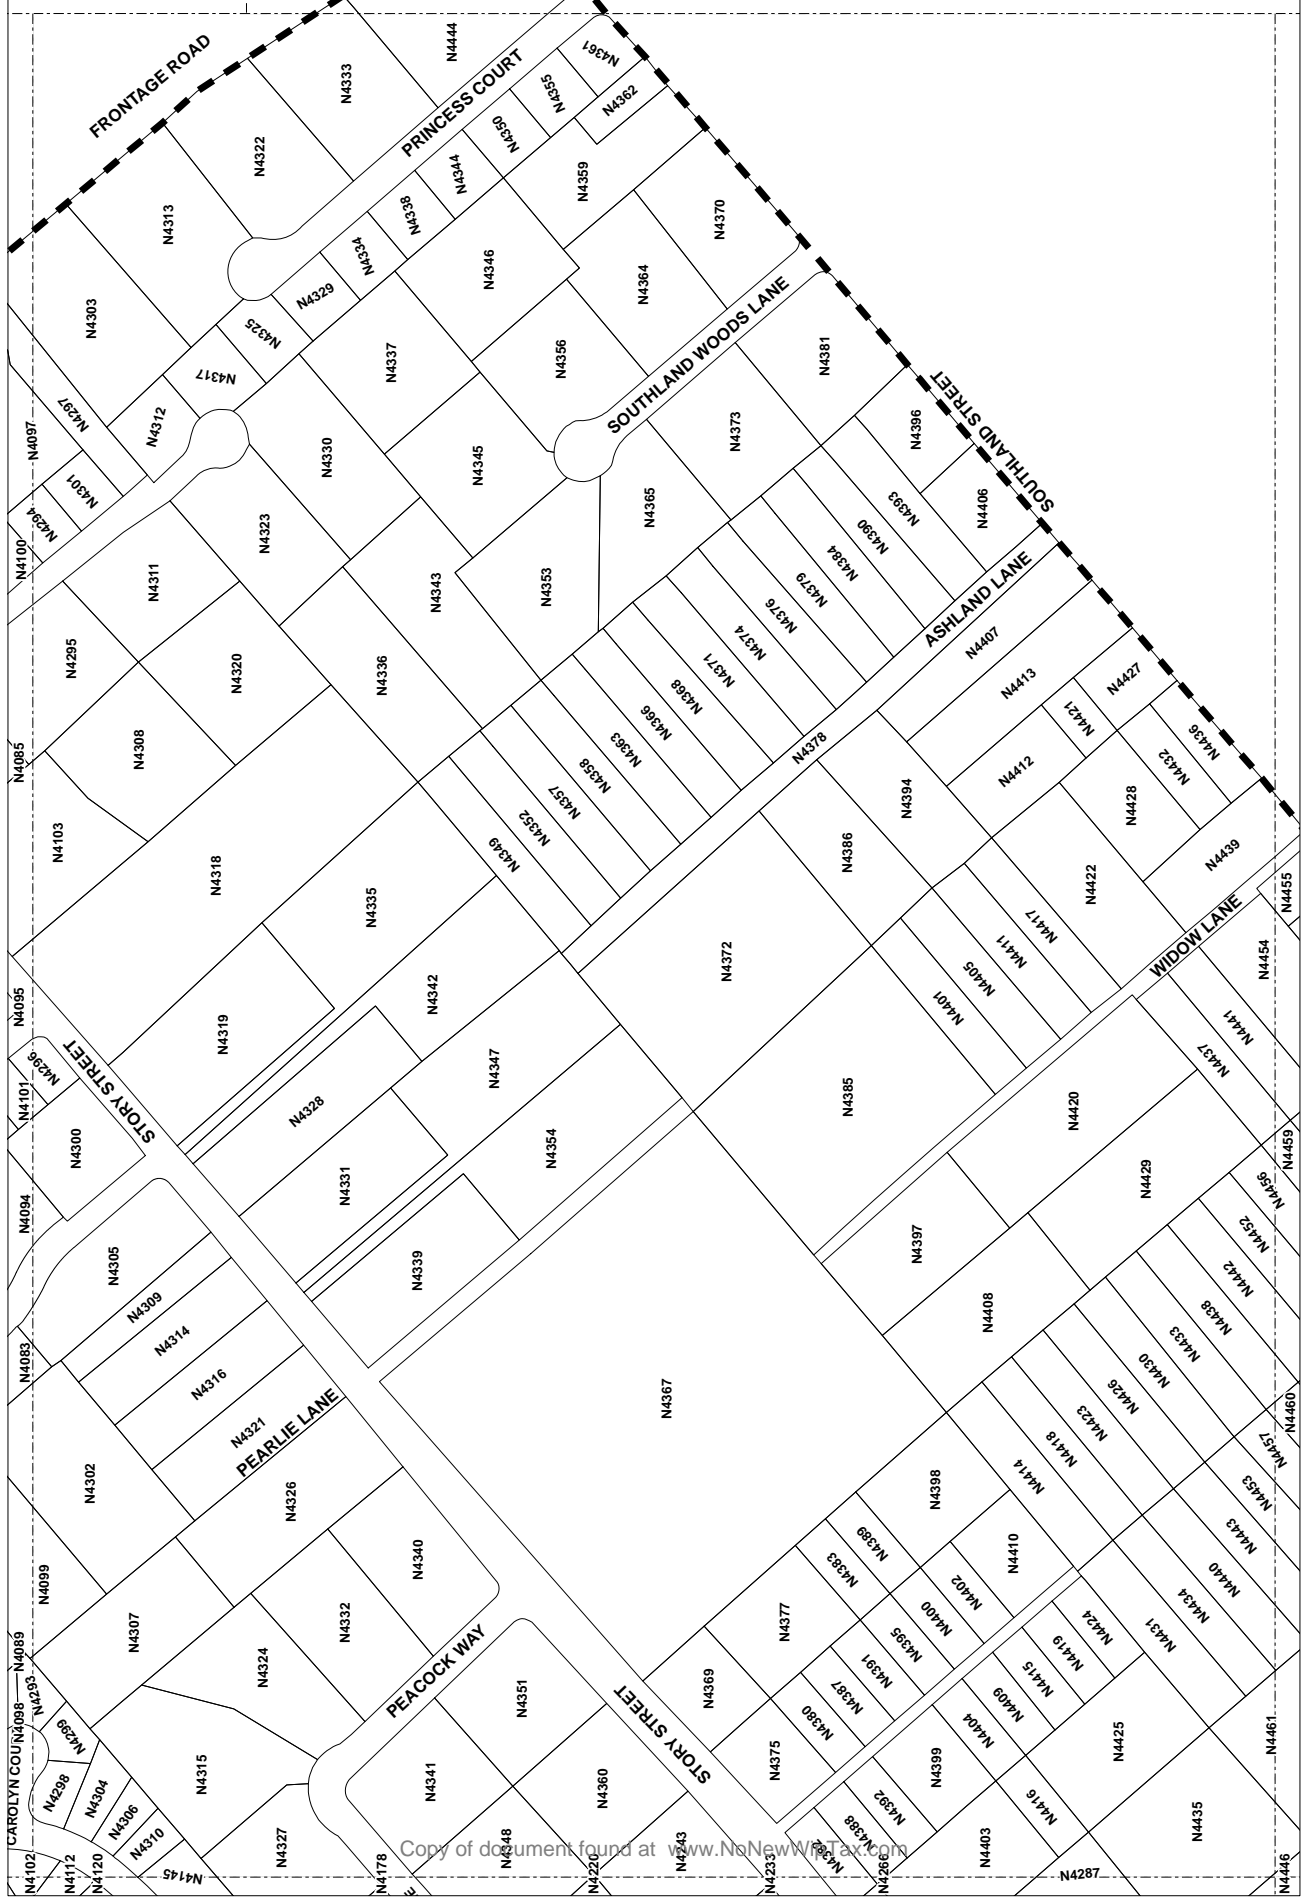 FRONTAGE ROAD
N4444
N4333
PRINCESS COURT
N4361
N4355
N4362
N4350
N4322
N4344
N4359
N4338
N4313
N4370
N4334
N4346
N4364
N4329
N4303
N4325
SOUTHLAND WOODS LANE
N4381
N4356
N4337
N4317
N4297
N4312
N4097
N4373
N4396
SOUTHLAND STREET
N4330
N4345
N4301
N4294
N4365
N4393
N4406
N4323
N4390
N4100
N4384
N4311
N4343
N4353
N4379
ASHLAND LANE
N4376
N4407
N4374
N4295
N4320
N4336
N4371
N4413
N4427
N4368
N4421
N4366
N4436
N4085
N4308
N4363
N4378
N4358
N4412
N4432
N4357
N4394
N4428
N4352
N4103
N4349
N4386
N4439
N4318
N4422
N4455
N4335
N4417
WIDOW LANE
N4411
N4372
N4454
N4405
N4342
N4401
N4095
N4319
N4441
N4296
STORY STREET
N4347
N4437
N4101
N4328
N4385
N4420
N4300
N4354
N4459
N4331
N4429
N4456
N4094
N4452
N4305
N4339
N4397
N4442
N4309
N4408
N4438
N4314
N4433
N4083
N4316
N4430
N4367
N4426
N4460
N4423
N4321
PEARLIE LANE
N4418
N4457
N4302
N4414
N4453
N4398
N4326
N4389
N4443
N4340
N4383
N4410
N4440
N4099
N4402
N4434
N4307
N4332
N4377
N4400
N4424
N4431
N4395
N4419
N4089
N4324
PEACOCK WAY
N4391
N4415
N4293
N4369
N4387
N4409
N4351
N4098
N4299
N4380
N4404
STORY STREET
N4425
N4461
CAROLYN COU
N4298
N4315
N4375
N4399
N4304
N4341
N4360
N4392
N4416
N4306
N4388
N4435
N4310
N4327
N4348
N4243
N4382
N4403
Copy of document found at www.NoNewWipTax.com
N4102
N4112
N4120
N4145
N4178
N4220
N4233
N4266
N4287
N4446